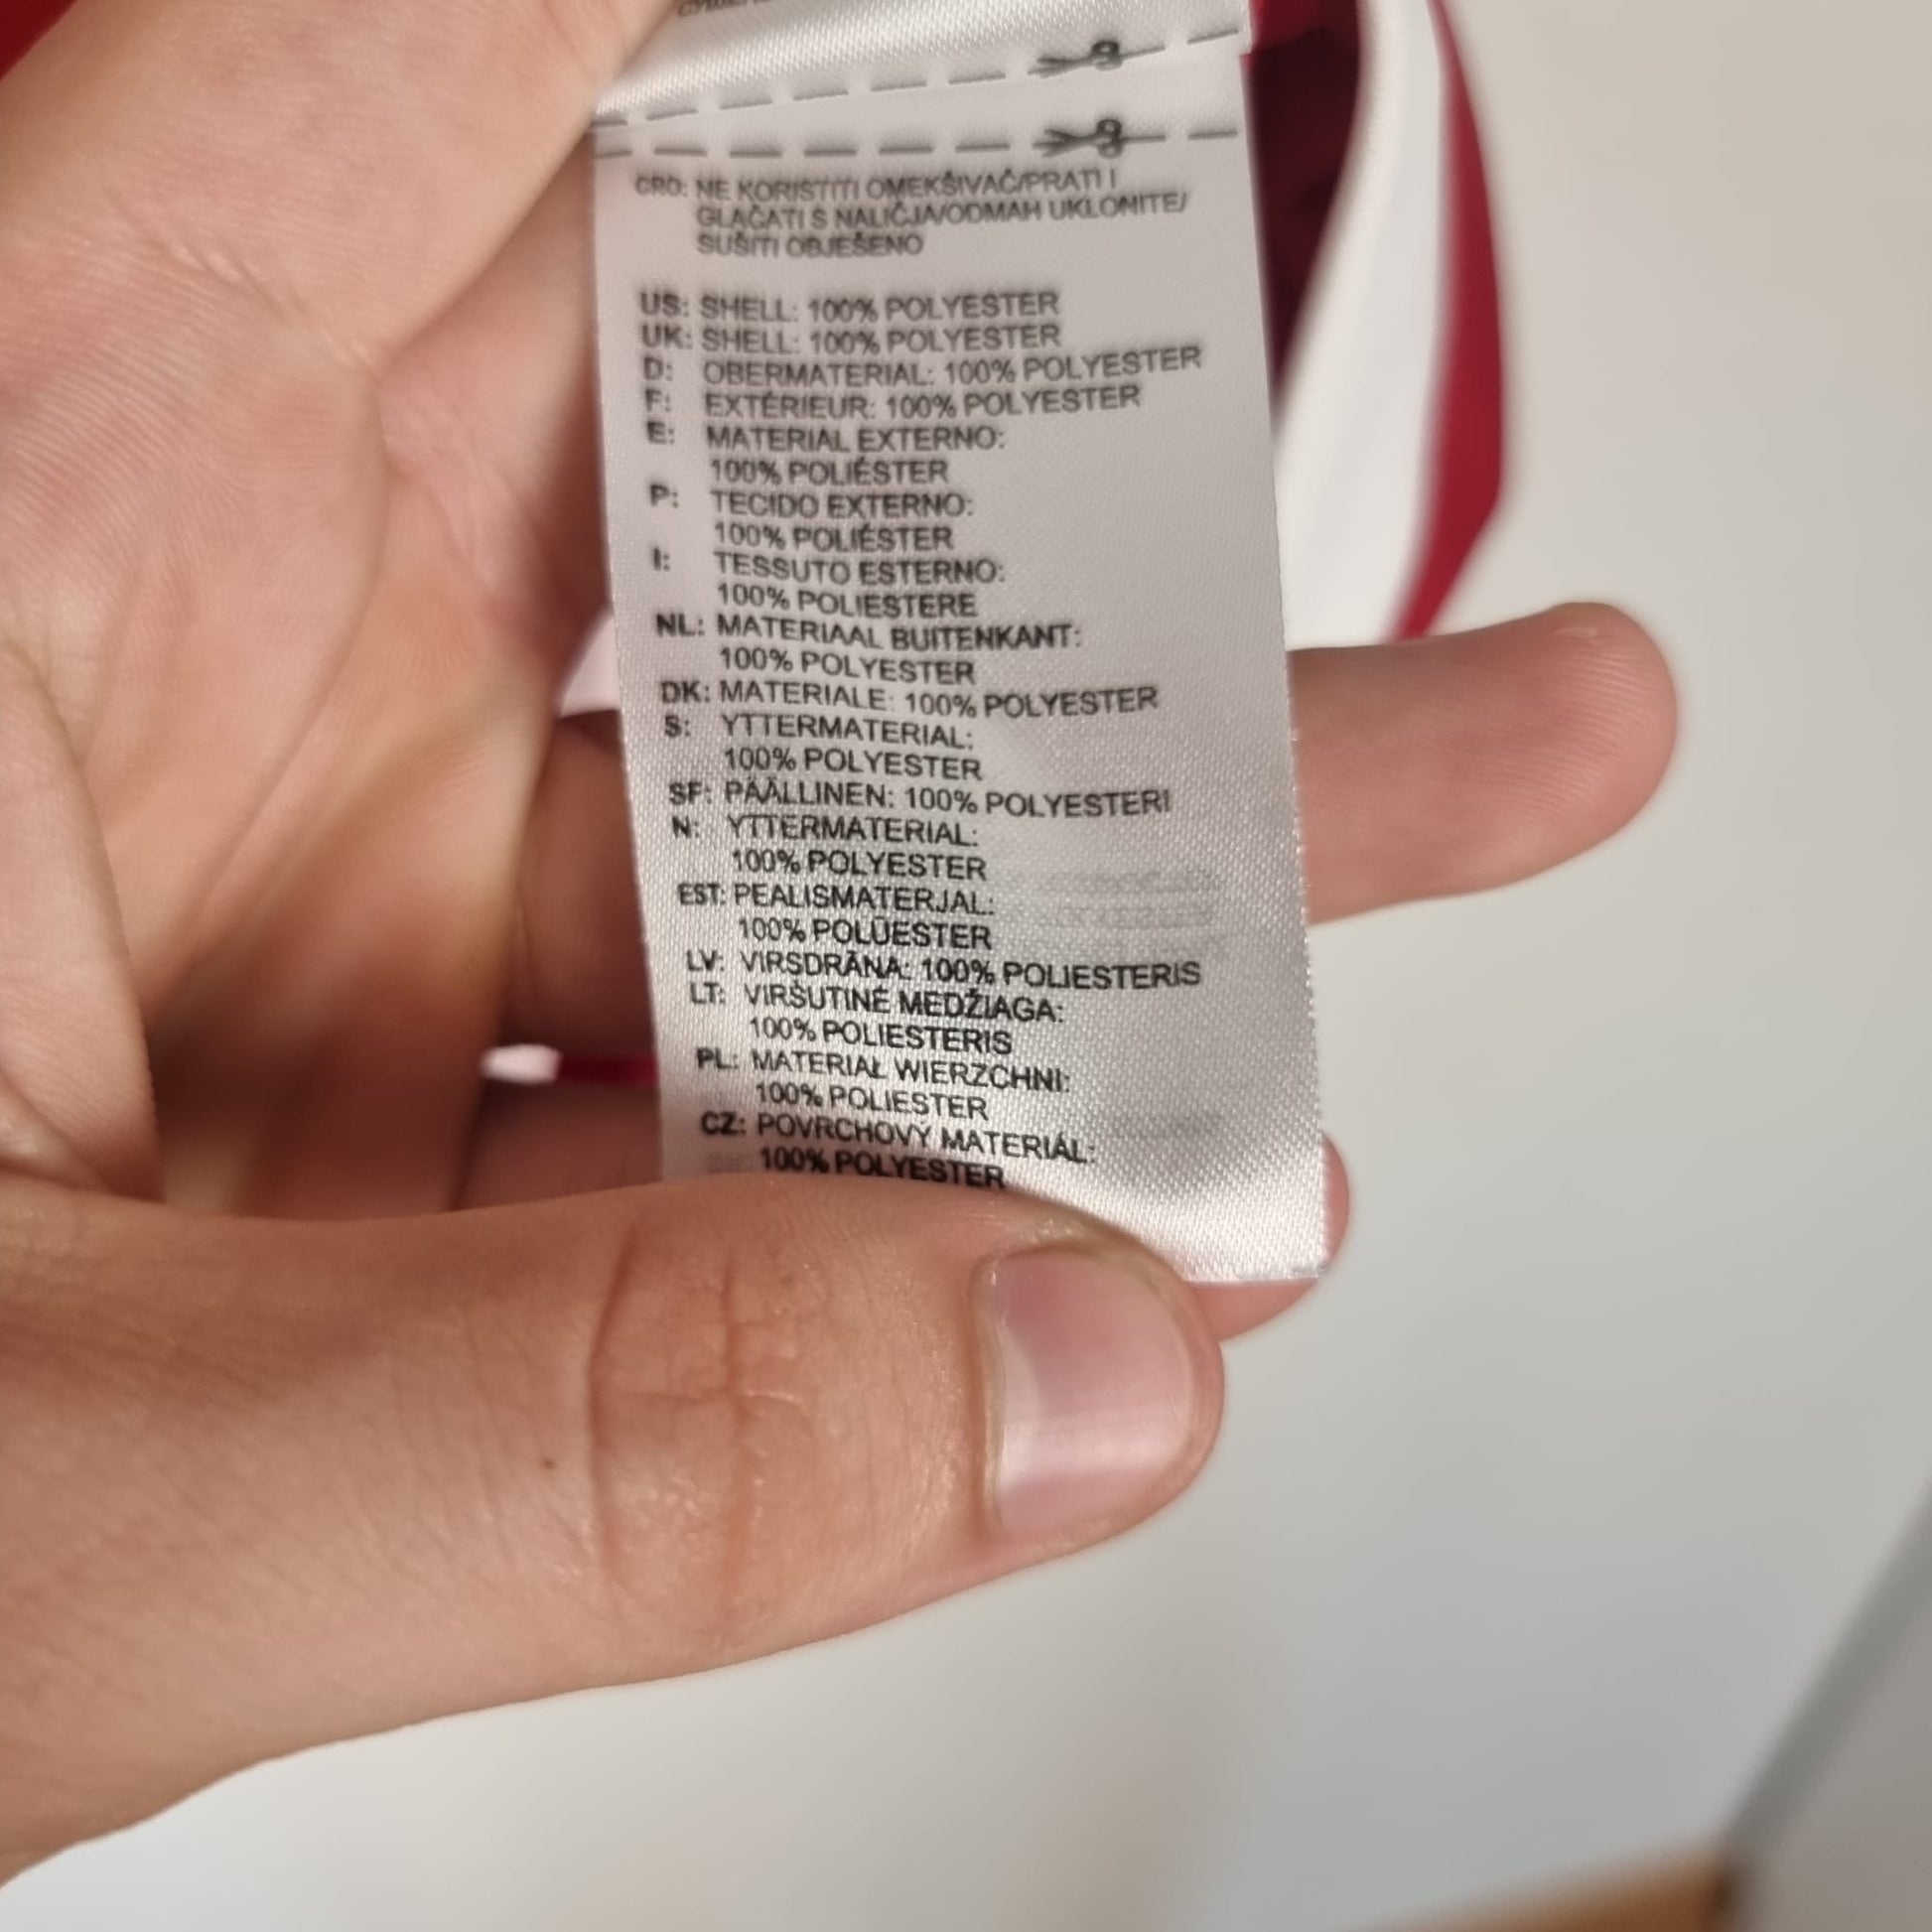 CRO: NE KORISTITI OMEKŠIVAČ/PRATI I
GLAČATI S NALIČJA/ODMAH UKLONITE/
SUŠITI OBJEŠENO
US: SHELL: 100% POLYESTER
UK: SHELL: 100% POLYESTER
D: OBERMATERIAL: 100% POLYESTER
F: EXTÉRIEUR: 100% POLYESTER
E: MATERIAL EXTERNO:
100% POLIÉSTER
P: TECIDO EXTERNO:
100% POLIÉSTER
I: TESSUTO ESTERNO:
100% POLIESTERE
NL: MATERIAAL BUITENKANT:
100% POLYESTER
DK: MATERIALE: 100% POLYESTER
S: YTTERMATERIAL:
100% POLYESTER
SF: PÄÄLLINEN: 100% POLYESTERI
N: YTTERMATERIAL:
100% POLYESTER
EST: PEALISMATERJAL:
100% POLÜESTER
LV: VIRSDRĀNA: 100% POLIESTERIS
LT: VIRŠUTINĖ MEDŽIAGA:
100% POLIESTERIS
PL: MATERIAŁ WIERZCHNI:
100% POLIESTER
CZ: POVRCHOVÝ MATERIÁL:
100% POLYESTER